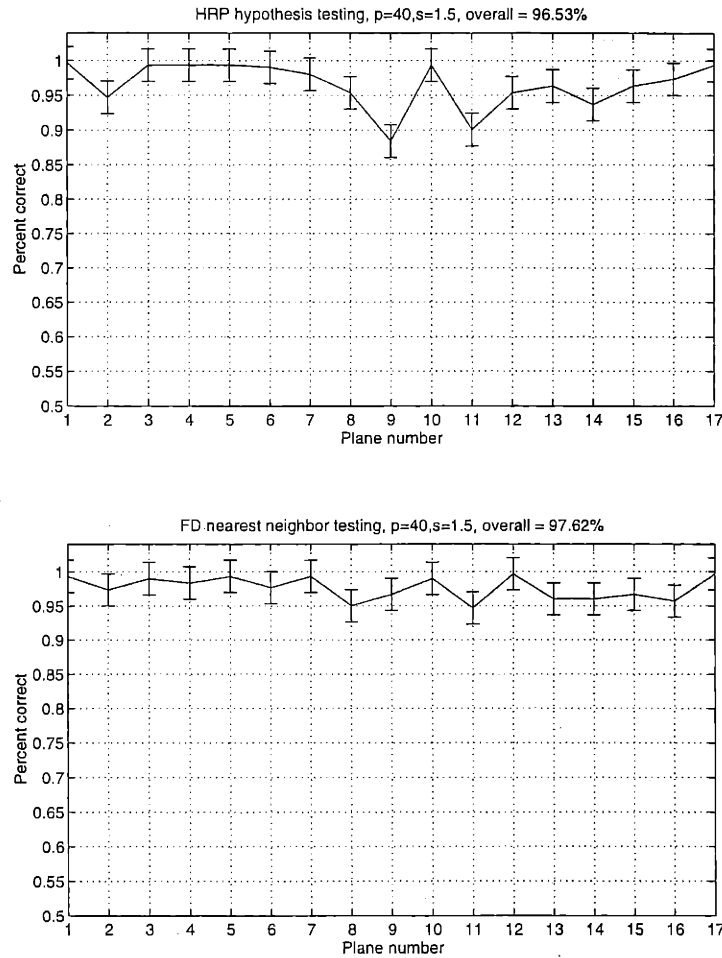 HRP hypothesis testing, p=40,s=1.5, overall = 96.53%
1
0.95
0.9
0.85
0.8
0.75
0.7
0.65
0.6
0.55
0.5
Percent correct
1 2 3 4 5 6 7 8 9 10 11 12 13 14 15 16 17
Plane number
FD nearest neighbor testing, p=40,s=1.5, overall = 97.62%
1
0.95
0.9
0.85
0.8
0.75
0.7
0.65
0.6
0.55
0.5
Percent correct
1 2 3 4 5 6 7 8 9 10 11 12 13 14 15 16 17
Plane number